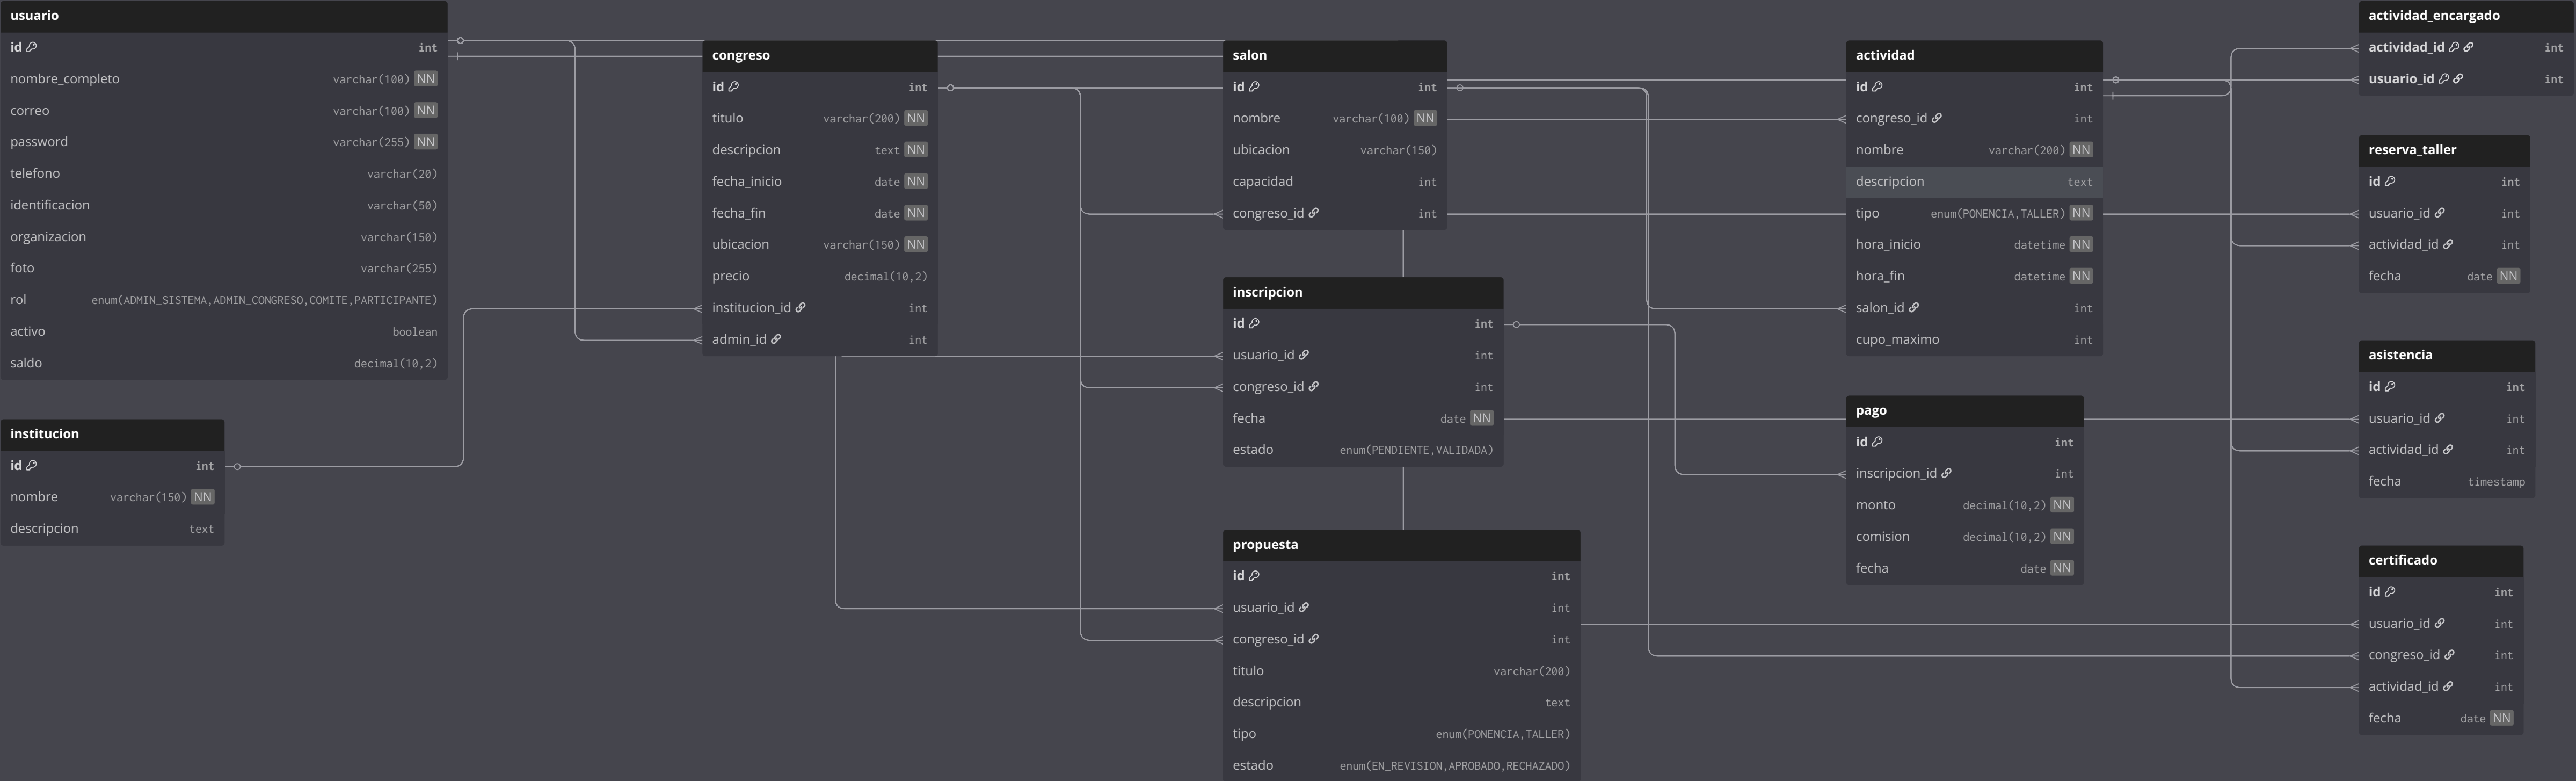 usuario
id int
nombre_completo varchar(100) NN
correo varchar(100) NN
password varchar(255) NN
telefono varchar(20)
identificacion varchar(50)
organizacion varchar(150)
foto varchar(255)
rol enum(ADMIN_SISTEMA,ADMIN_CONGRESO,COMITE,PARTICIPANTE)
activo boolean
saldo decimal(10,2)
institucion
id int
nombre varchar(150) NN
descripcion text
congreso
id int
titulo varchar(200) NN
descripcion text NN
fecha_inicio date NN
fecha_fin date NN
ubicacion varchar(150) NN
precio decimal(10,2)
institucion_id int
admin_id int
salon
id int
nombre varchar(100) NN
ubicacion varchar(150)
capacidad int
congreso_id int
inscripcion
id int
usuario_id int
congreso_id int
fecha date NN
estado enum(PENDIENTE,VALIDADA)
propuesta
id int
usuario_id int
congreso_id int
titulo varchar(200)
descripcion text
tipo enum(PONENCIA,TALLER)
estado enum(EN_REVISION,APROBADO,RECHAZADO)
actividad
id int
congreso_id int
nombre varchar(200) NN
descripcion text
tipo enum(PONENCIA,TALLER) NN
hora_inicio datetime NN
hora_fin datetime NN
salon_id int
cupo_maximo int
pago
id int
inscripcion_id int
monto decimal(10,2) NN
comision decimal(10,2) NN
fecha date NN
actividad_encargado
actividad_id int
usuario_id int
reserva_taller
id int
usuario_id int
actividad_id int
fecha date NN
asistencia
id int
usuario_id int
actividad_id int
fecha timestamp
certificado
id int
usuario_id int
congreso_id int
actividad_id int
fecha date NN